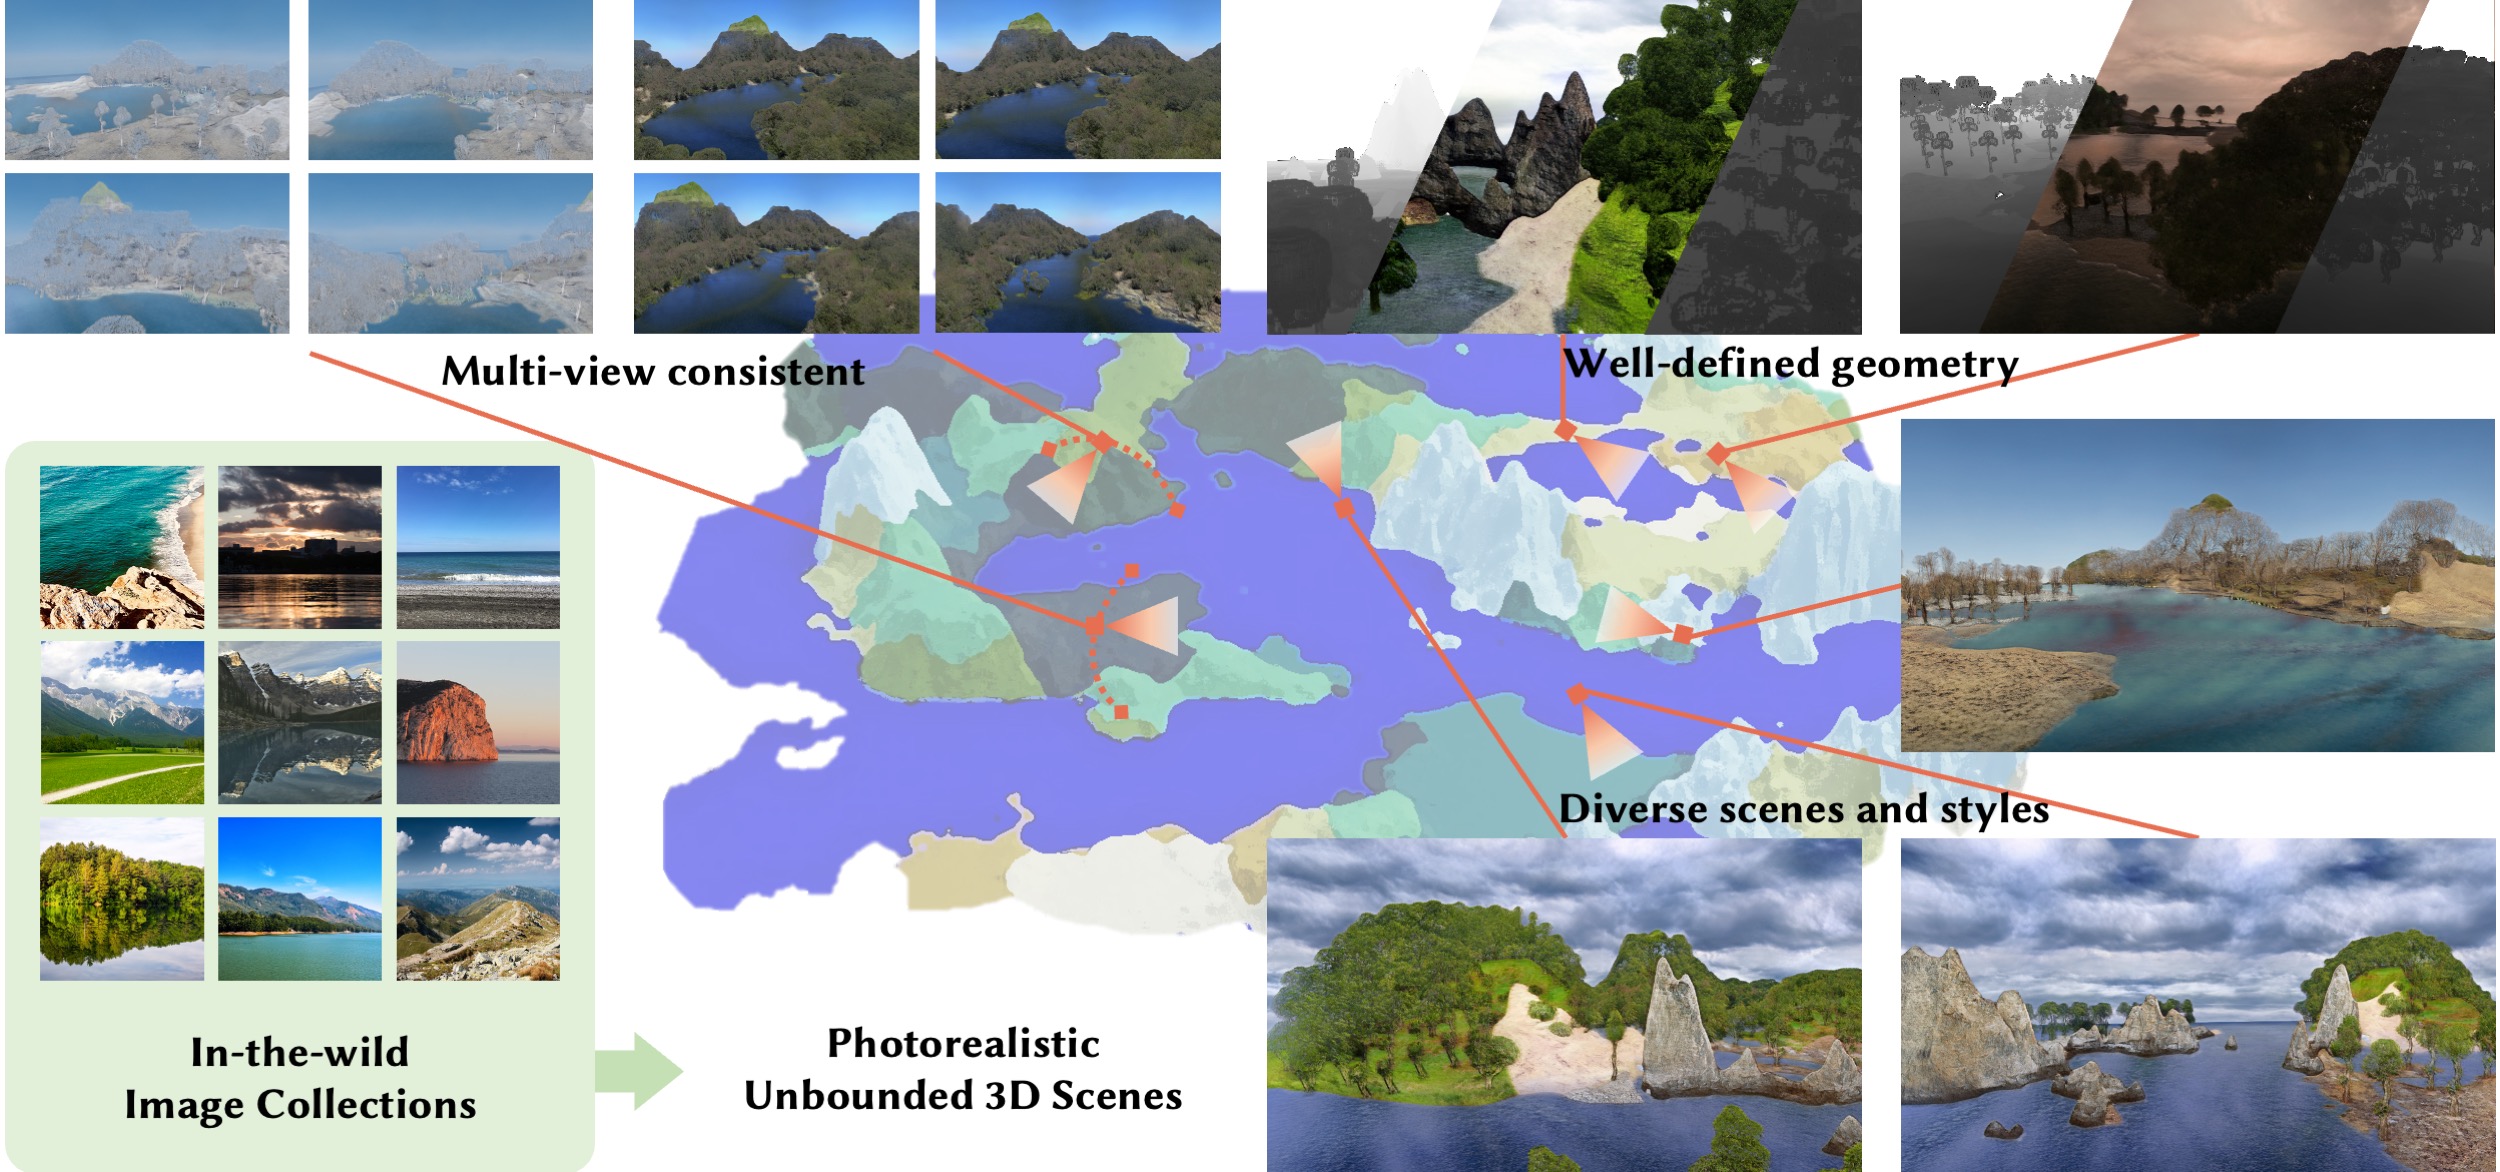 Multi-view consistent
Well-defined geometry
Diverse scenes and styles
In-the-wild
Image Collections
Photorealistic
Unbounded 3D Scenes